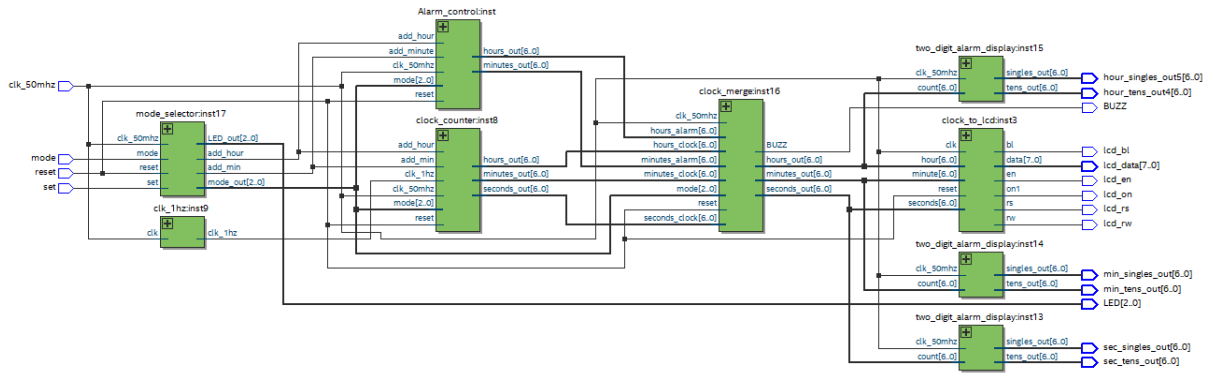 clk_50mhz
mode
reset
set
mode_selector:inst17
clk_50mhz
mode
reset
set
LED_out[2..0]
add_hour
add_min
mode_out[2..0]
clk_1hz:inst9
clk
clk_1hz
Alarm_control:inst
add_hour
add_minute
clk_50mhz
mode[2..0]
reset
hours_out[6..0]
minutes_out[6..0]
clock_counter:inst8
add_hour
add_min
clk_1hz
clk_50mhz
mode[2..0]
reset
hours_out[6..0]
minutes_out[6..0]
seconds_out[6..0]
clock_merge:inst16
clk_50mhz
hours_alarm[6..0]
hours_clock[6..0]
minutes_alarm[6..0]
minutes_clock[6..0]
mode[2..0]
reset
seconds_clock[6..0]
BUZZ
hours_out[6..0]
minutes_out[6..0]
seconds_out[6..0]
two_digit_alarm_display:inst15
clk_50mhz
count[6..0]
singles_out[6..0]
tens_out[6..0]
clock_to_lcd:inst3
clk
hour[6..0]
minute[6..0]
reset
seconds[6..0]
bl
data[7..0]
en
on1
rs
rw
two_digit_alarm_display:inst14
clk_50mhz
count[6..0]
singles_out[6..0]
tens_out[6..0]
two_digit_alarm_display:inst13
clk_50mhz
count[6..0]
singles_out[6..0]
tens_out[6..0]
hour_singles_out5[6..0]
hour_tens_out4[6..0]
BUZZ
lcd_bl
lcd_data[7..0]
lcd_en
lcd_on
lcd_rs
lcd_rw
min_singles_out[6..0]
min_tens_out[6..0]
LED[2..0]
sec_singles_out[6..0]
sec_tens_out[6..0]